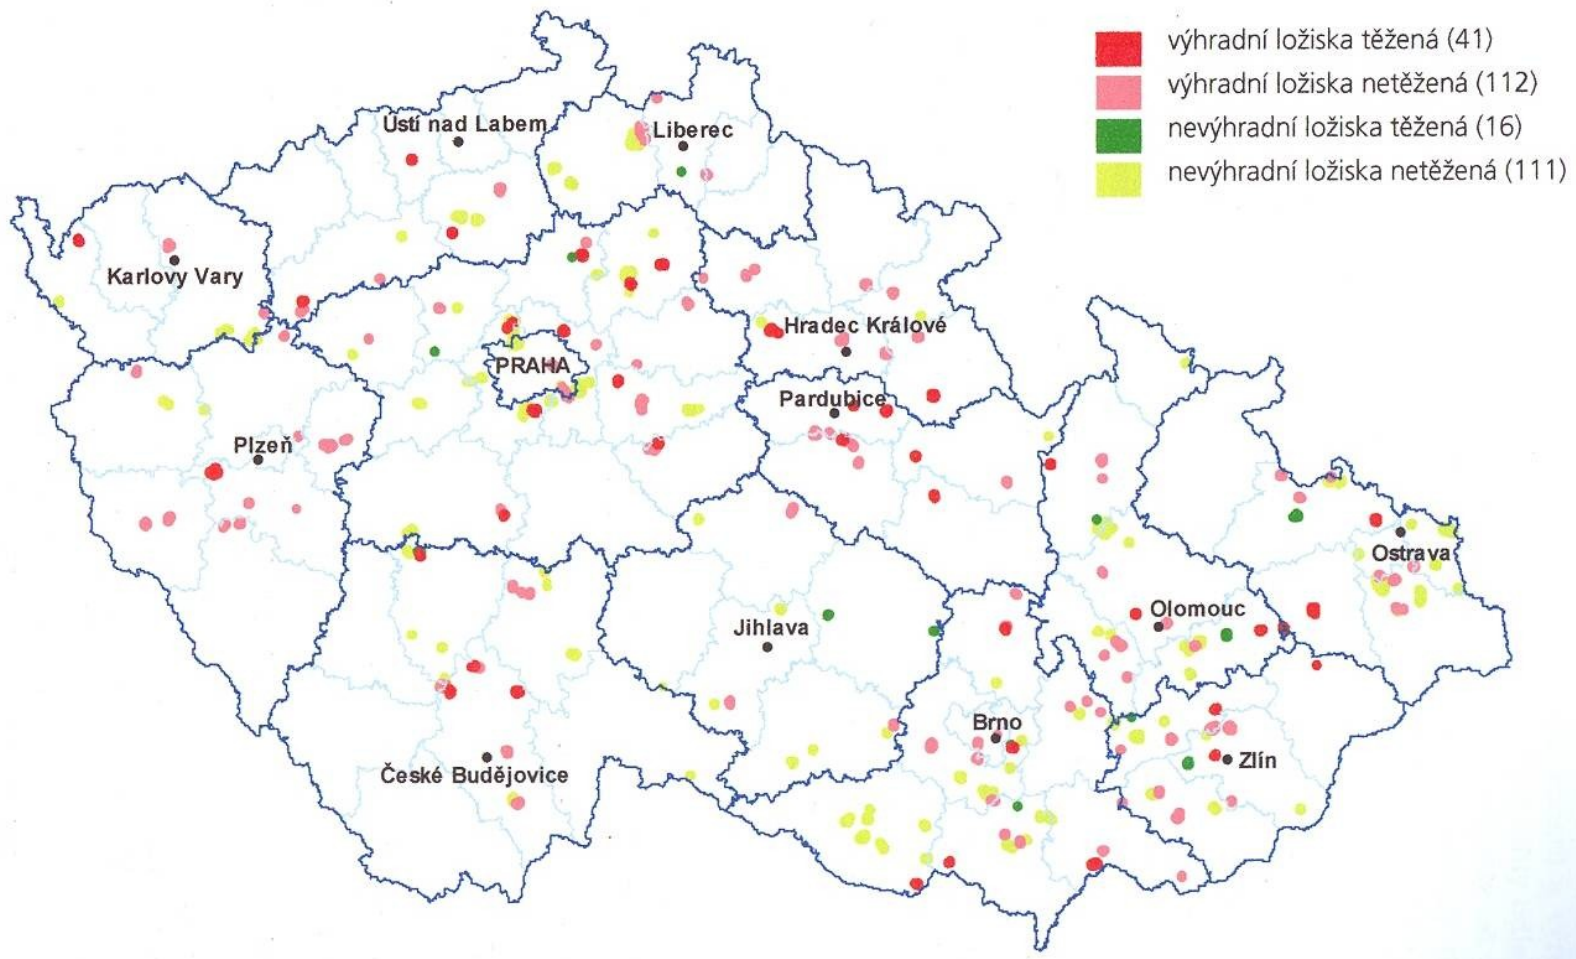 výhradní ložiska těžená (41)
výhradní ložiska netěžená (112)
nevýhradní ložiska těžená (16)
nevýhradní ložiska netěžená (111)
Ústí nad Labem
Liberec
Karlovy Vary
Hradec Králové
PRAHA
Pardubice
Plzeň
Ostrava
Olomouc
Jihlava
Brno
Zlín
České Budějovice